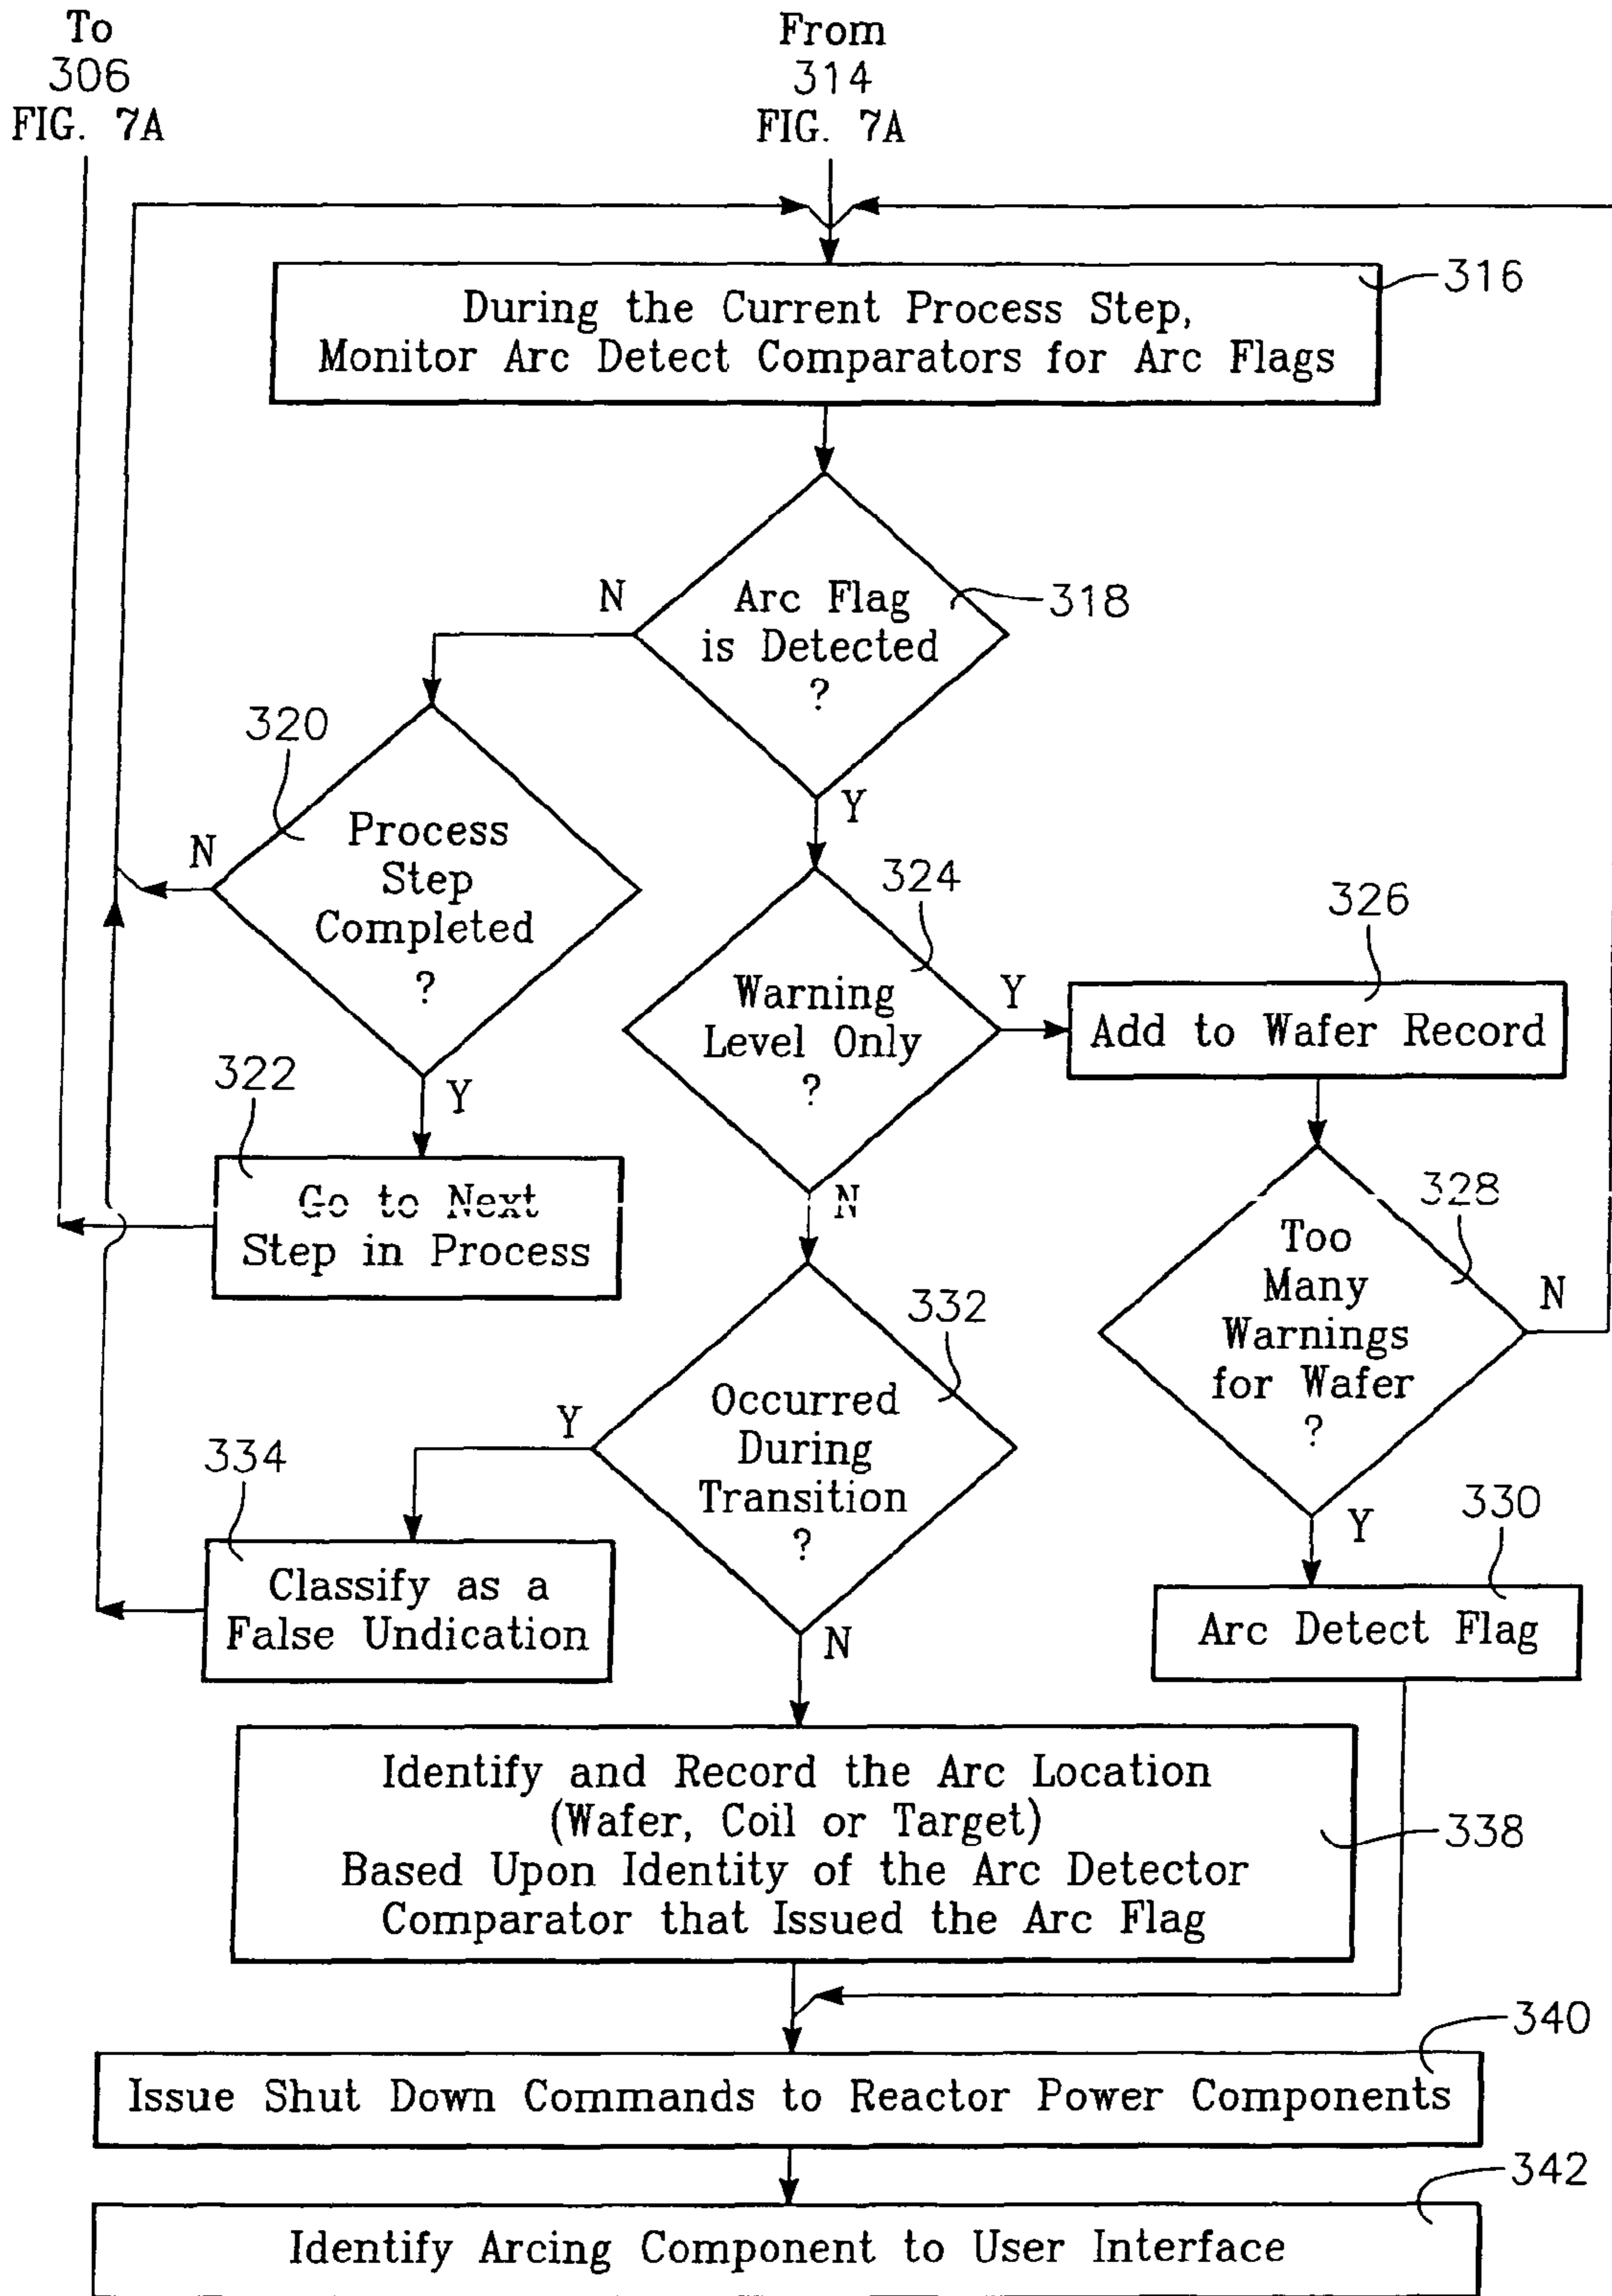 To
306
FIG. 7A
From
314
FIG. 7A
During the Current Process Step,
Monitor Arc Detect Comparators for Arc Flags
316
Arc Flag
is Detected
?
318
N
Y
320
Process
Step
Completed
?
N
Y
322
Go to Next
Step in Process
324
Warning
Level Only
?
Y
N
326
Add to Wafer Record
328
Too
Many
Warnings
for Wafer
?
N
Y
330
Arc Detect Flag
332
Occurred
During
Transition
?
Y
N
334
Classify as a
False Undication
Identify and Record the Arc Location
(Wafer, Coil or Target)
Based Upon Identity of the Arc Detector
Comparator that Issued the Arc Flag
338
340
Issue Shut Down Commands to Reactor Power Components
342
Identify Arcing Component to User Interface